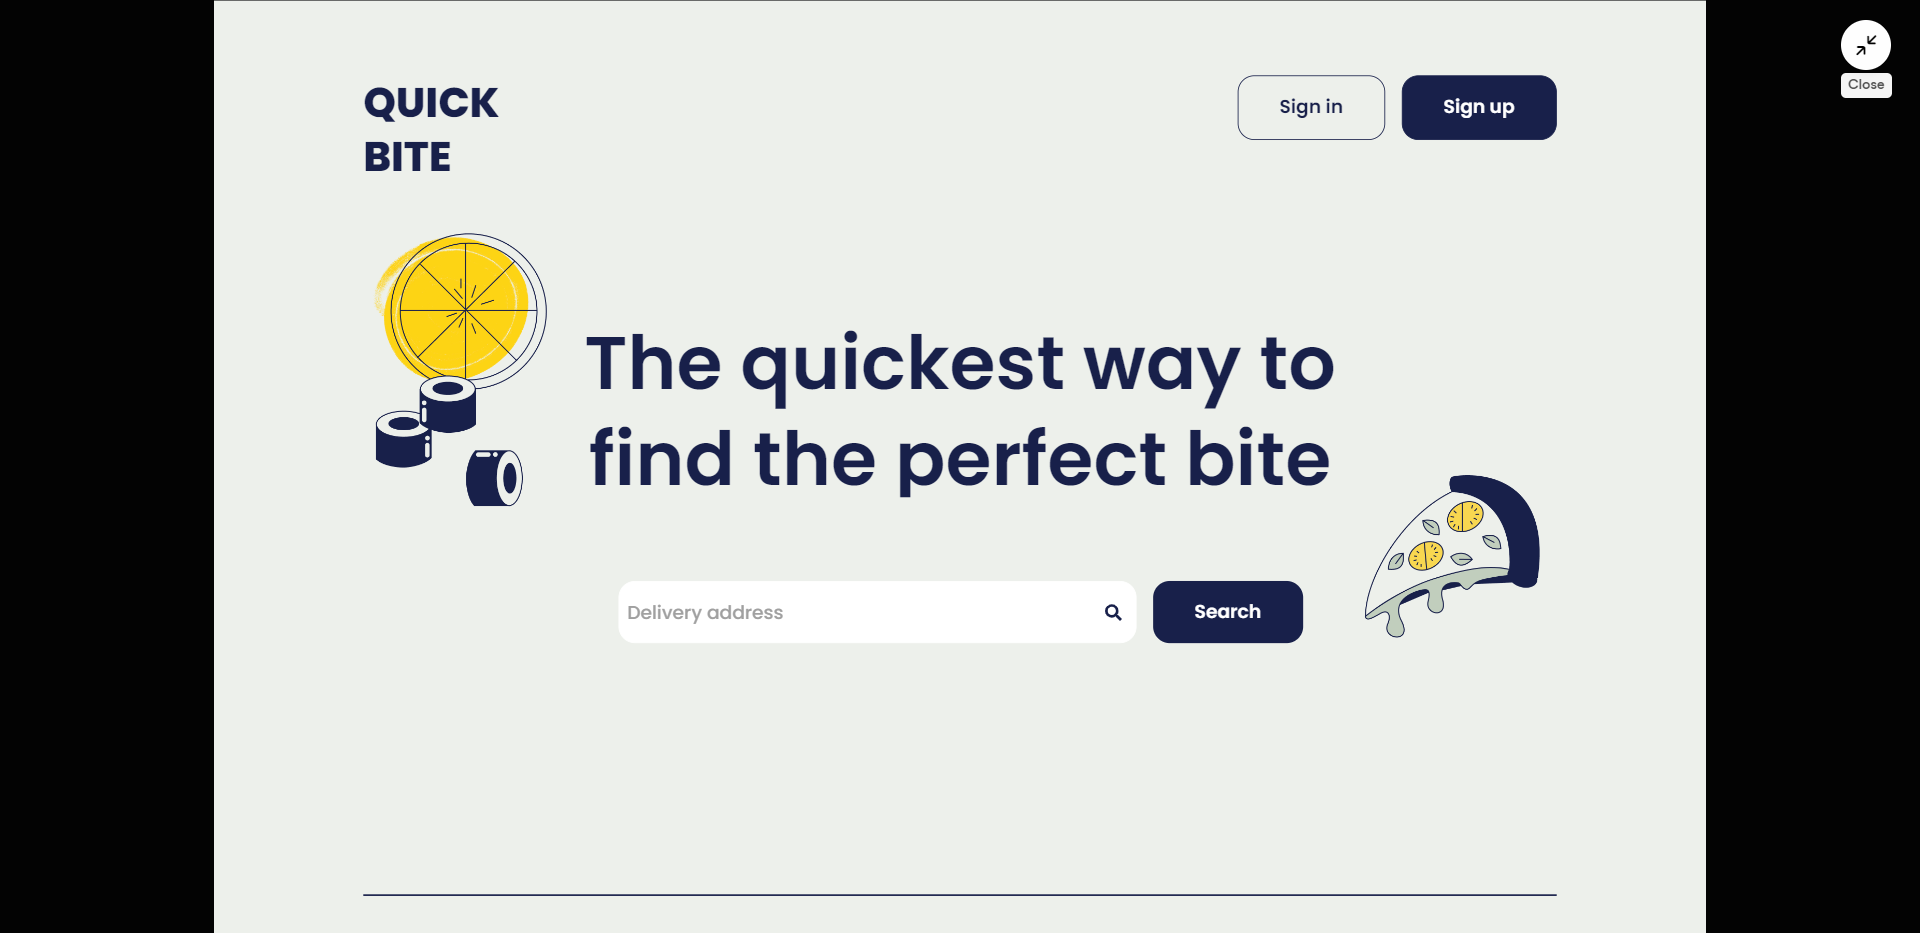 QUICK
BITE
Sign in
Sign up
Close
The quickest way to
find the perfect bite
Delivery address
Search